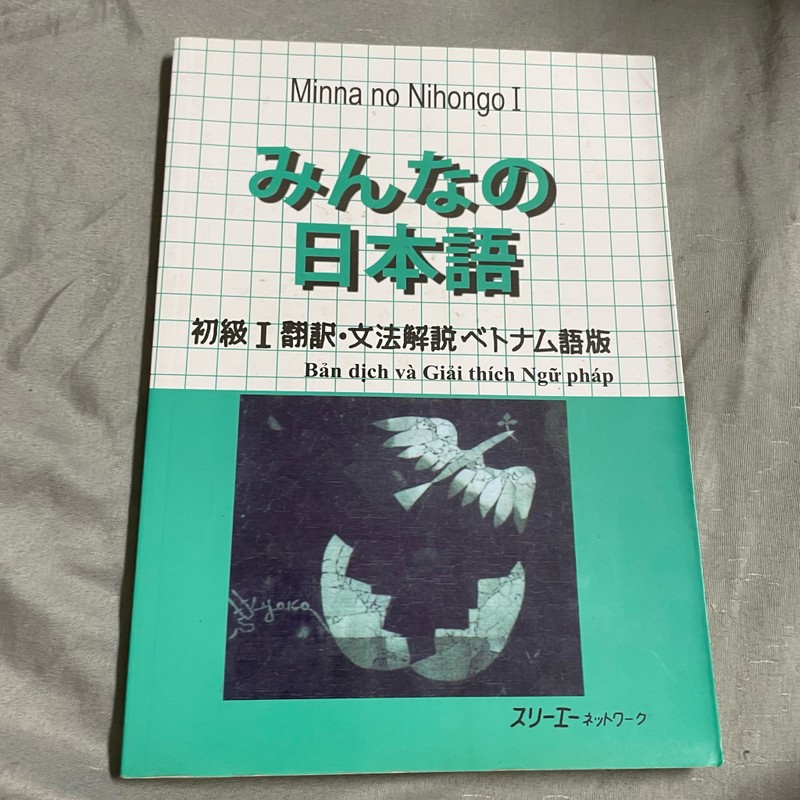 Minna no Nihongo I
みんなの
日本語
初級I 翻訳・文法解説ベトナム語版
Bản dịch và Giải thích Ngữ pháp
スリーエーネットワーク